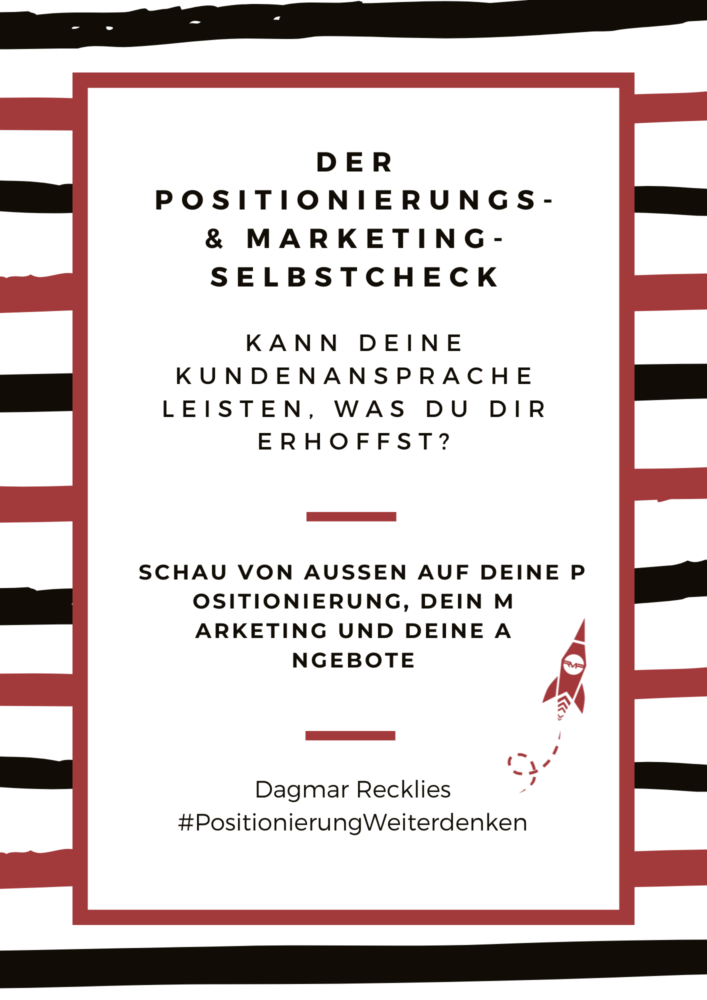 DER
POSITIONIERUNGS-
& MARKETING-
SELBSTCHECK
KANN DEINE
KUNDENANSPRACHE
LEISTEN, WAS DU DIR
ERHOFFST?
SCHAU VON AUSSEN AUF DEINE P
OSITIONIERUNG, DEIN M
ARKETING UND DEINE A
NGEBOTE
RMP
Dagmar Recklies
#PositionierungWeiterdenken